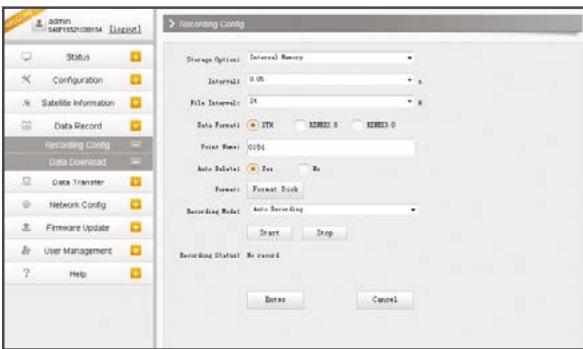 admin
[logout]
Status
Configuration
Satellite Information
Data Record
Recording Config
Data Download
Data Transfer
Network Config
Firmware Update
User Management
Help
Recording Config
Storage Option: Internal Memory
Interval: 0.05 s
File Interval: 24 H
Data Format: STH RINEX2.0 RINEX3.0
Point Name: 0154
Auto Delete: Yes No
Format: Format Disk
Recording Mode: Auto Recording
Start Stop
Recording Status: No record
Enter Cancel